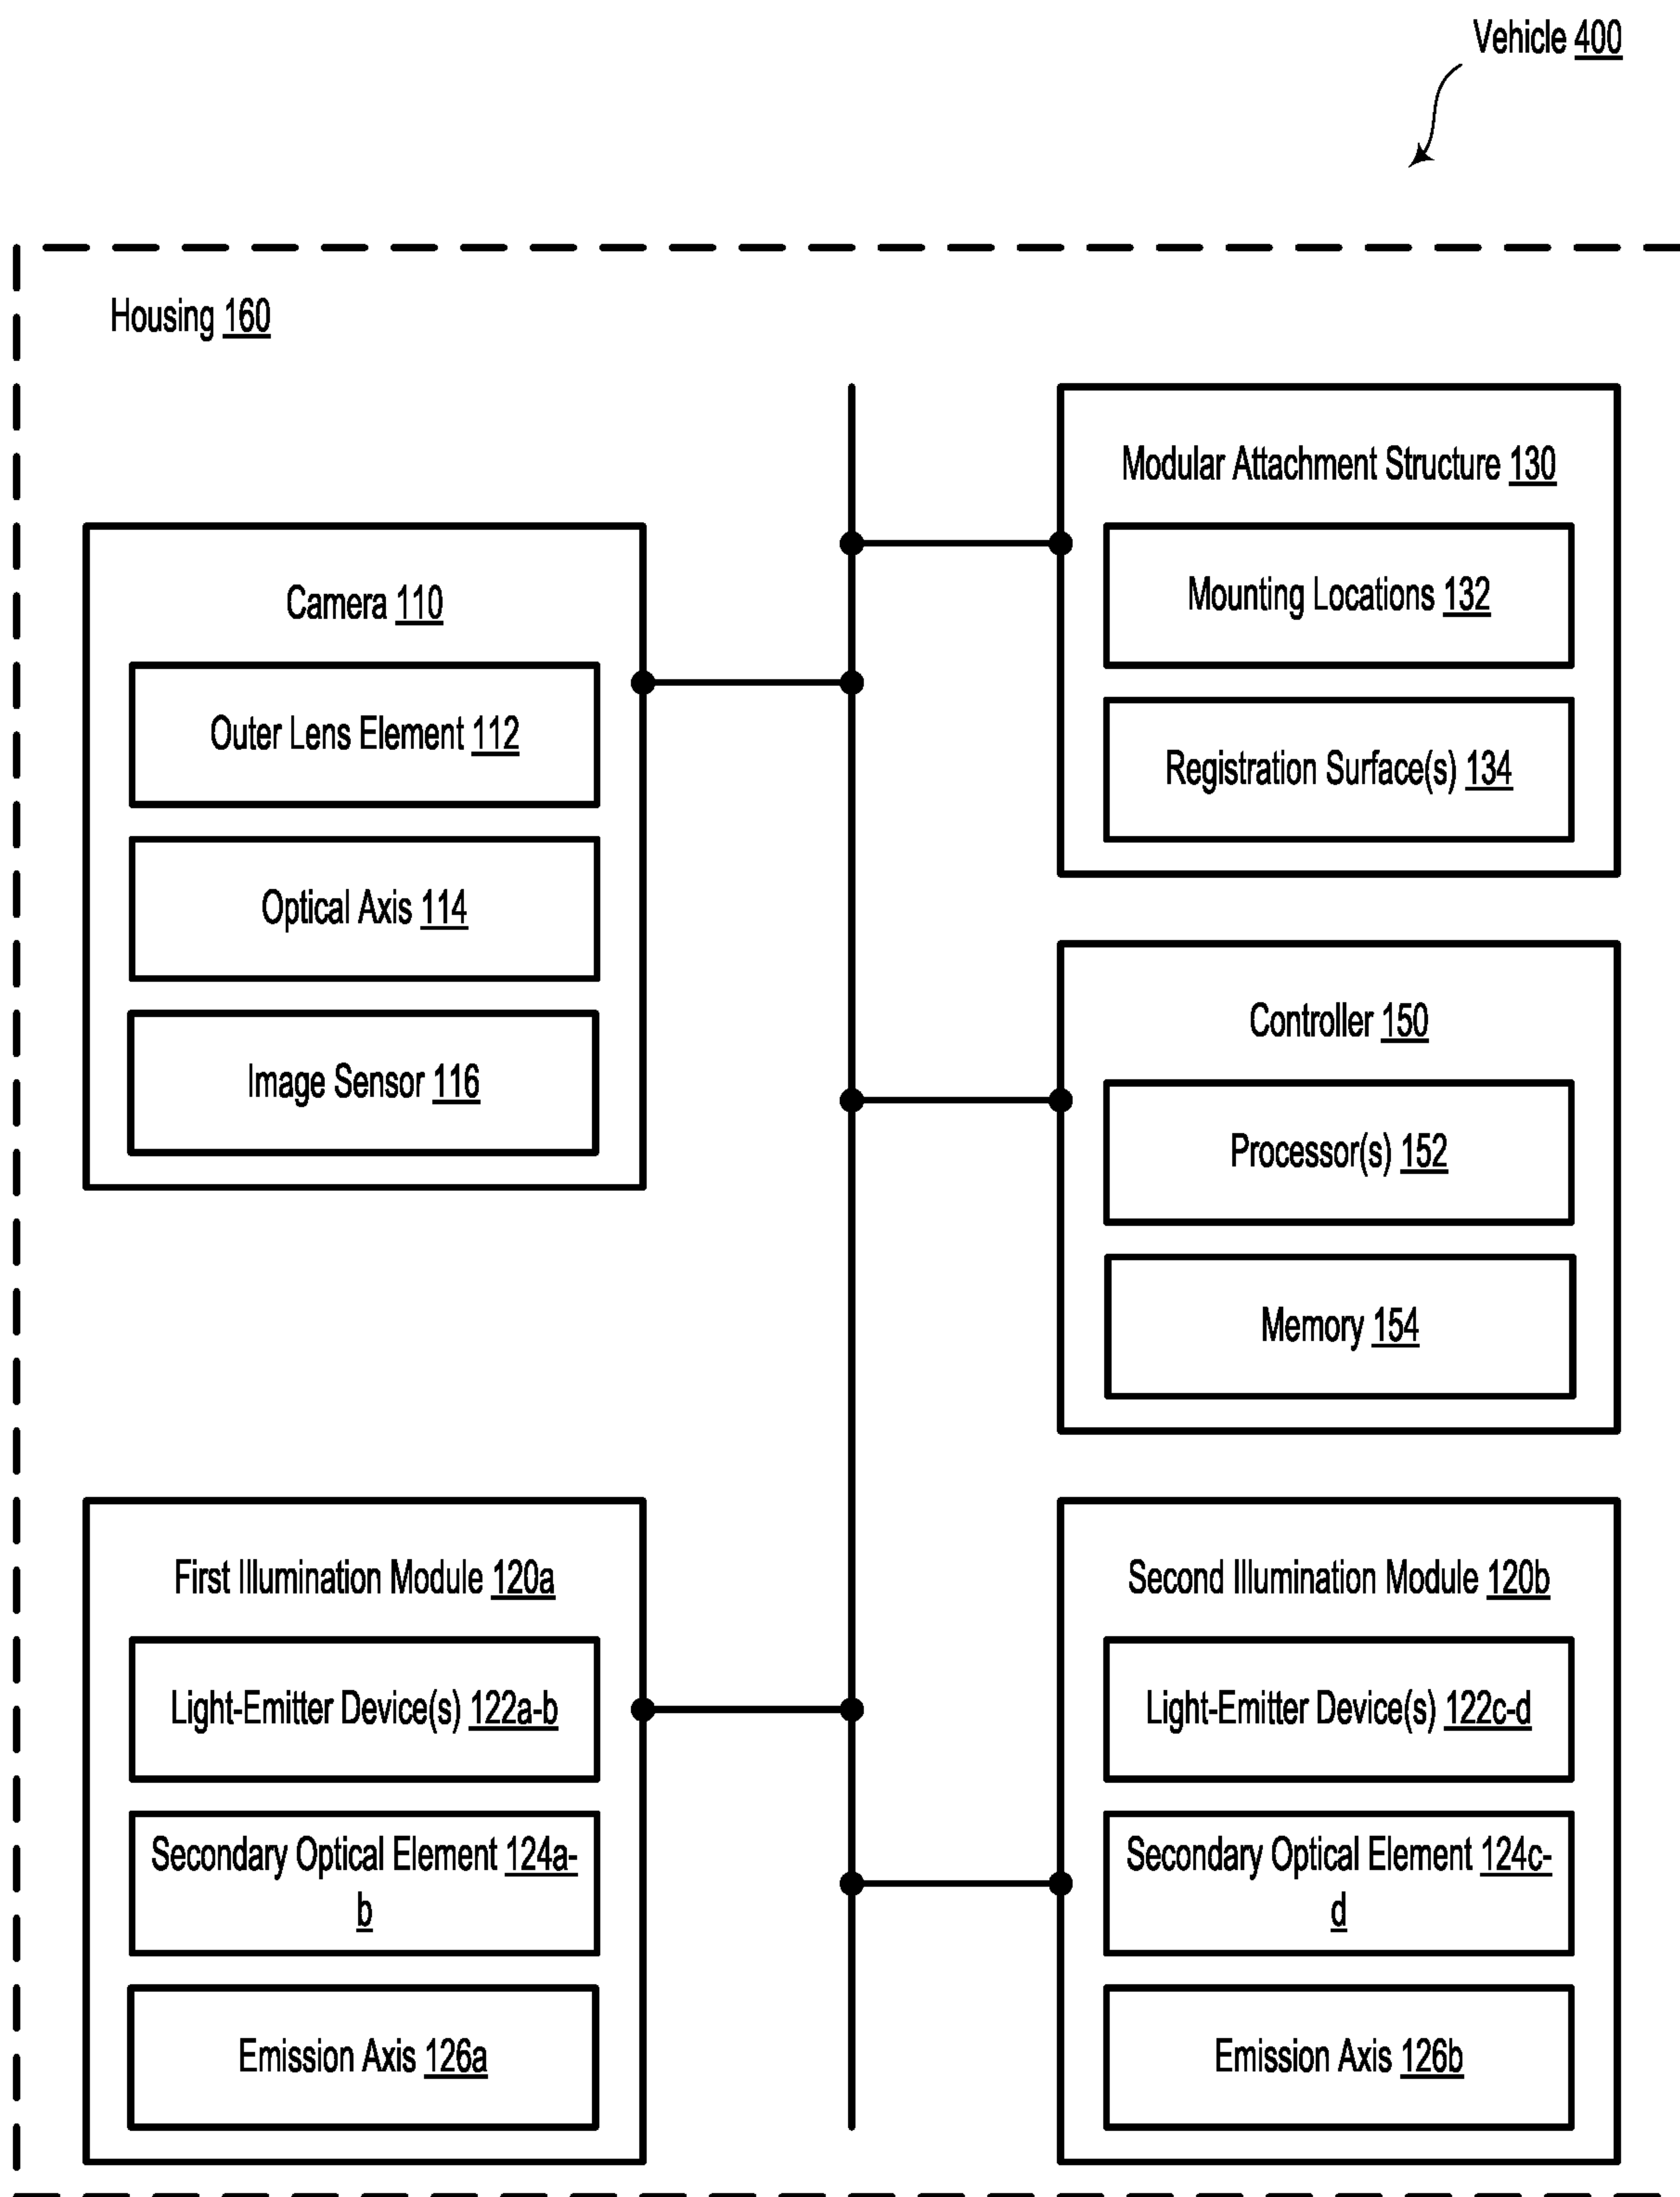 Vehicle 400
Housing 160
Camera 110
Outer Lens Element 112
Optical Axis 114
Image Sensor 116
Modular Attachment Structure 130
Mounting Locations 132
Registration Surface(s) 134
Controller 150
Processor(s) 152
Memory 154
First Illumination Module 120a
Light-Emitter Device(s) 122a-b
Secondary Optical Element 124a-
b
Emission Axis 126a
Second Illumination Module 120b
Light-Emitter Device(s) 122c-d
Secondary Optical Element 124c-
d
Emission Axis 126b